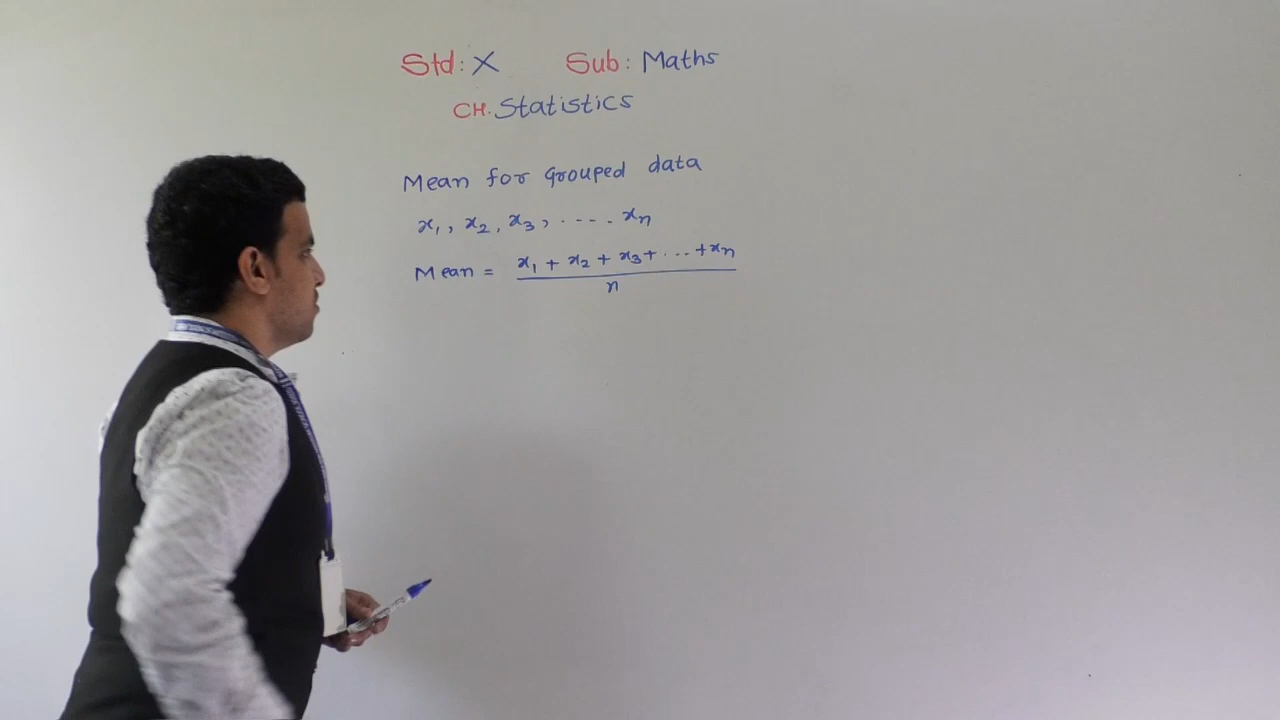 Std: X Sub: Maths
CH. Statistics
Mean for grouped data
x₁, x₂, x₃, ..... xₙ
Mean = x₁ + x₂ + x₃ + ... + xₙ
n